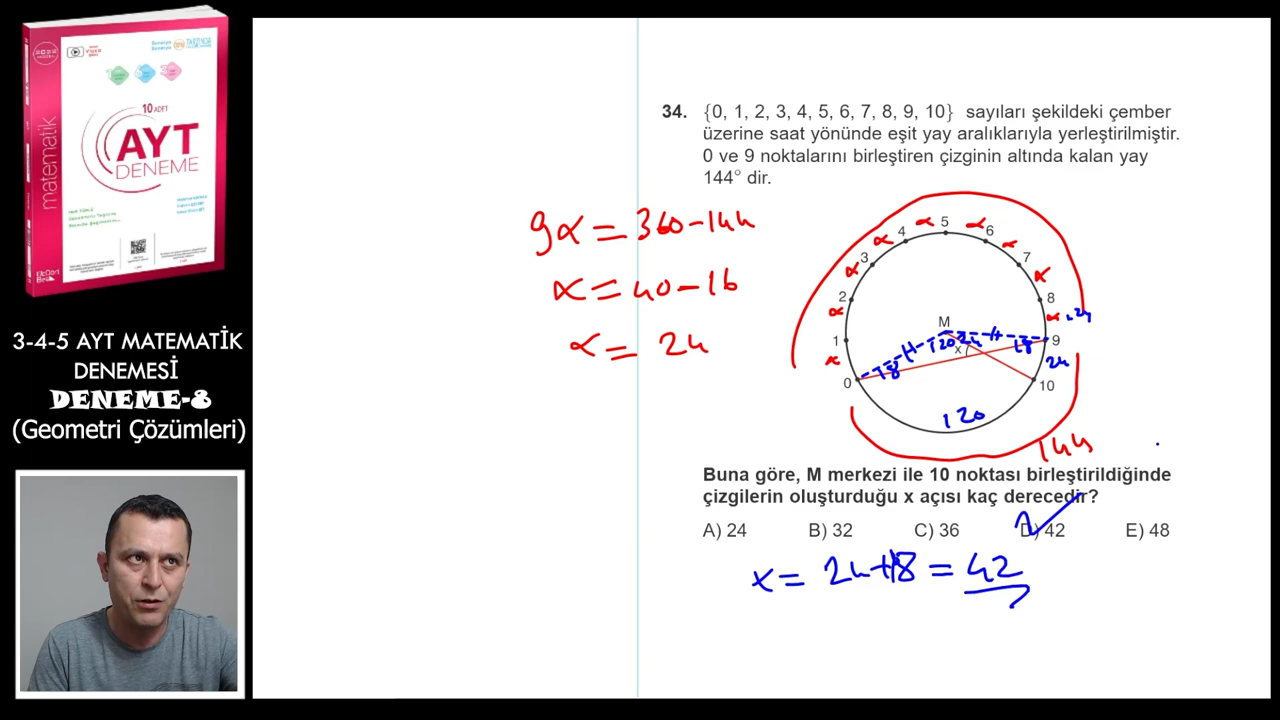 matematik
10 ADET
AYT
DENEME
3-4-5 AYT MATEMATİK
DENEMESİ
DENEME-8
(Geometri Çözümleri)
34. {0, 1, 2, 3, 4, 5, 6, 7, 8, 9, 10} sayıları şekildeki çember
üzerine saat yönünde eşit yay aralıklarıyla yerleştirilmiştir.
0 ve 9 noktalarını birleştiren çizginin altında kalan yay
144° dir.
9α = 360-144
α = 40-16
α = 24
0
1
2
3
4
5
6
7
8
9
10
M
x
α
α
α
α
α
α
α
α
α
24
120
24
18
18
24
120
144
Buna göre, M merkezi ile 10 noktası birleştirildiğinde
çizgilerin oluşturduğu x açısı kaç derecedir?
A) 24 B) 32 C) 36 D) 42 E) 48
x = 24+18 = 42